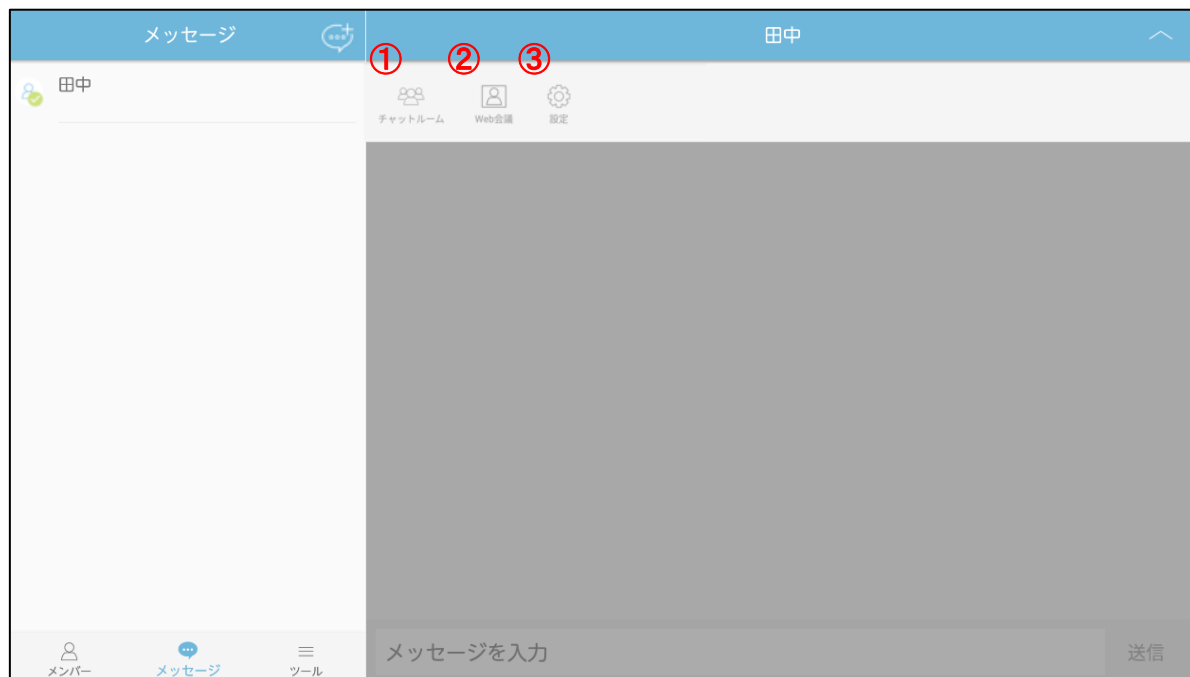 メッセージ
田中
田中
① ② ③
チャットルーム Web会議 設定
メッセージを入力 送信
メンバー メッセージ ツール